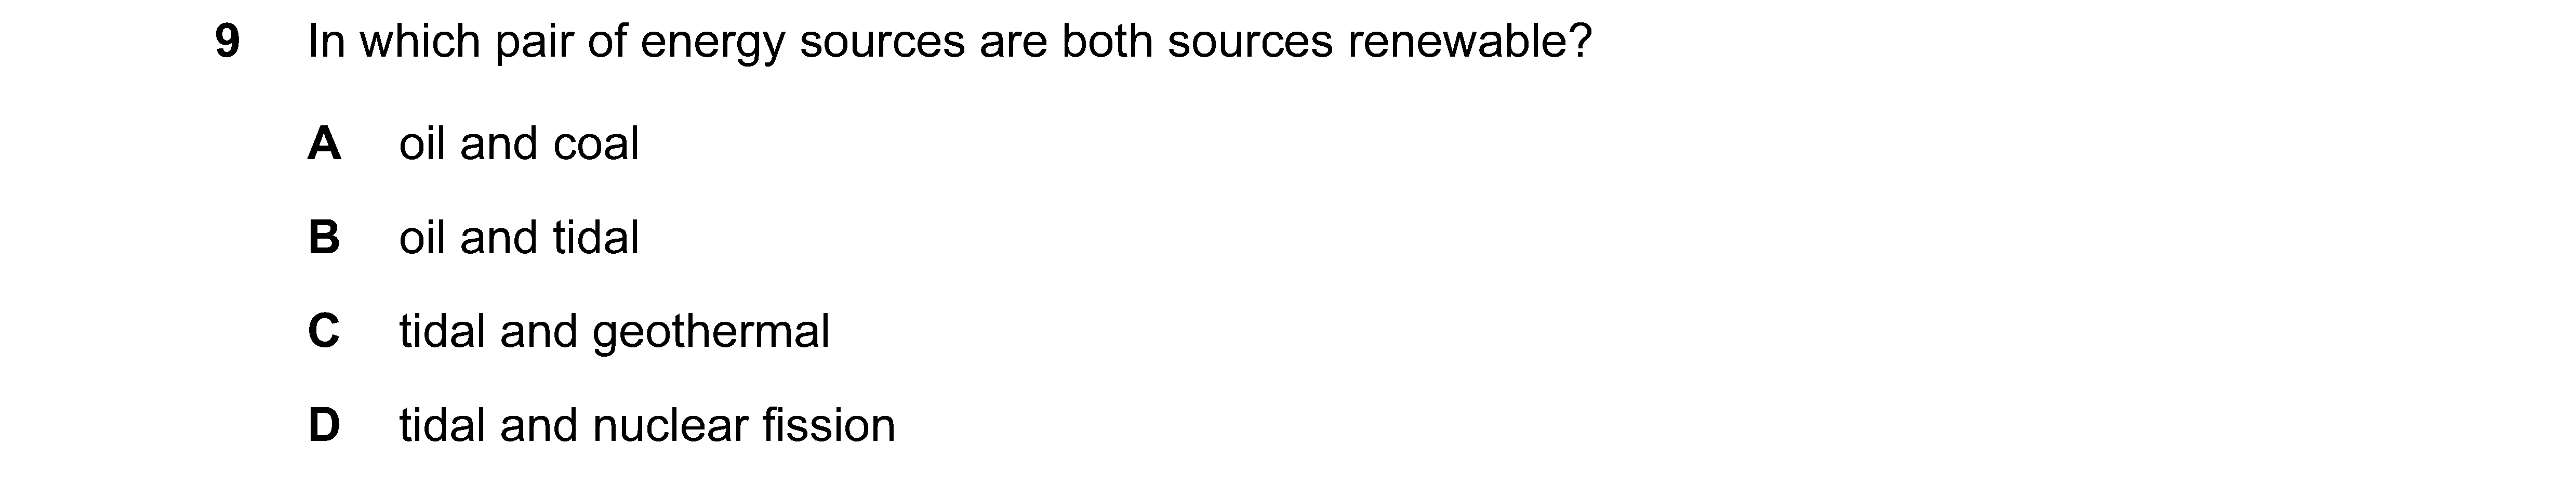 9 In which pair of energy sources are both sources renewable?
A oil and coal
B oil and tidal
C tidal and geothermal
D tidal and nuclear fission